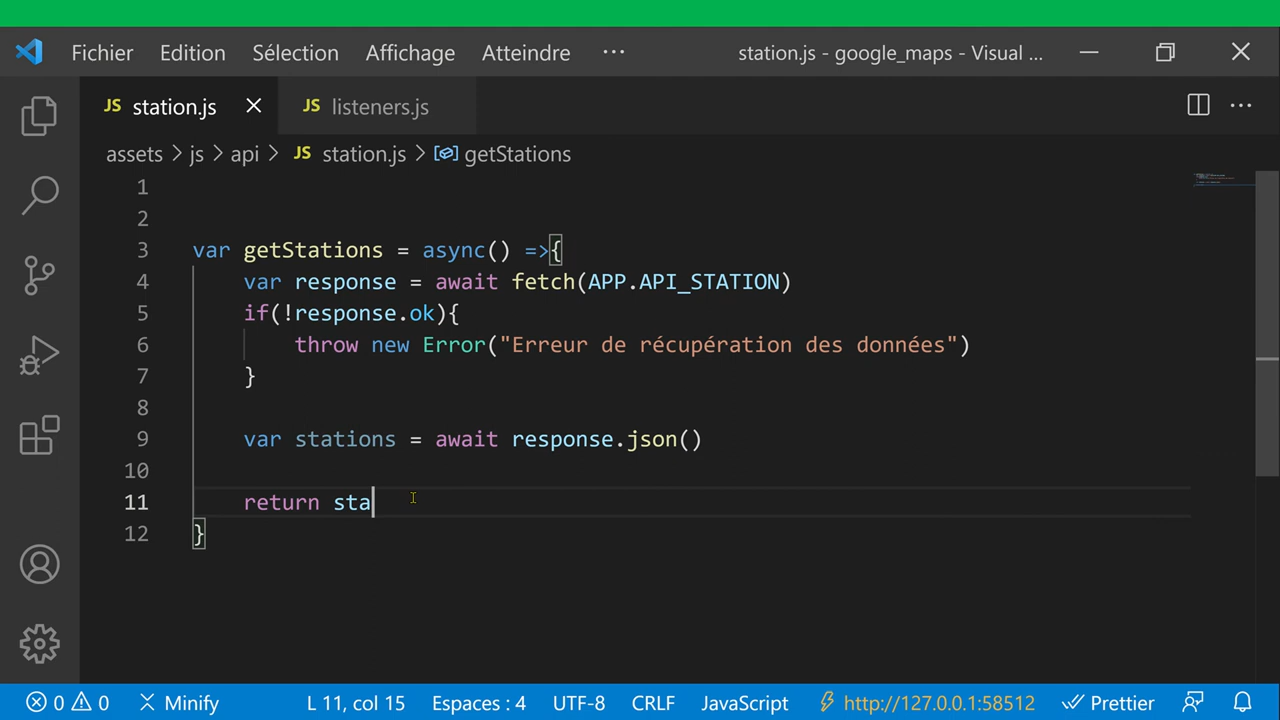 Fichier Edition Sélection Affichage Atteindre ··· station.js - google_maps - Visual ...
JS station.js JS listeners.js ···
assets > js > api > JS station.js > getStations
1
2
3 var getStations = async() =>{
4 var response = await fetch(APP.API_STATION)
5 if(!response.ok){
6 throw new Error("Erreur de récupération des données")
7 }
8
9 var stations = await response.json()
10
11 return sta
12 }
0 0 Minify L 11, col 15 Espaces : 4 UTF-8 CRLF JavaScript http://127.0.0.1:58512 Prettier